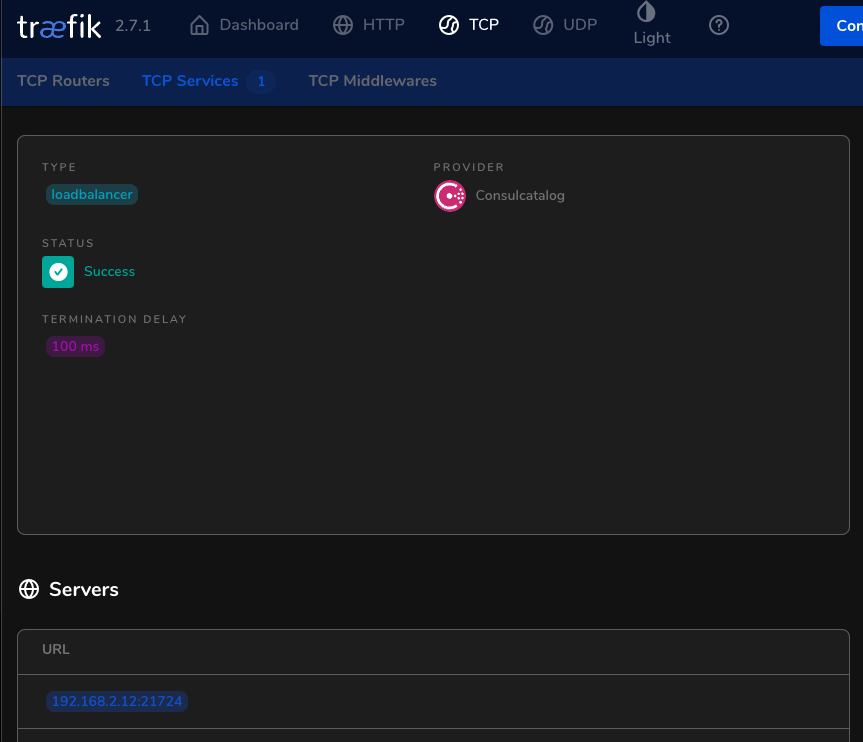 træfik 2.7.1 Dashboard HTTP TCP UDP Light Con
TCP Routers TCP Services 1 TCP Middlewares
TYPE PROVIDER
loadbalancer Consulcatalog
STATUS
Success
TERMINATION DELAY
100 ms
Servers
URL
192.168.2.12:21724